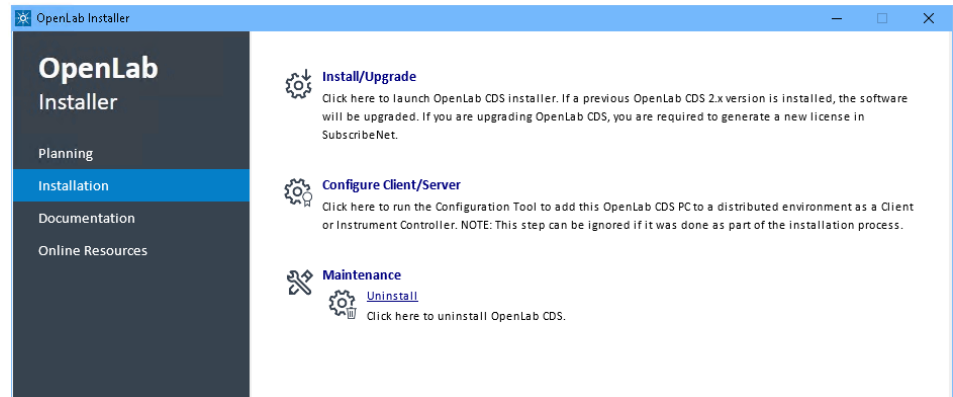 OpenLab Installer
OpenLab
Installer
Planning
Installation
Documentation
Online Resources
Install/Upgrade
Click here to launch OpenLab CDS installer. If a previous OpenLab CDS 2.x version is installed, the software
will be upgraded. If you are upgrading OpenLab CDS, you are required to generate a new license in
SubscribeNet.
Configure Client/Server
Click here to run the Configuration Tool to add this OpenLab CDS PC to a distributed environment as a Client
or Instrument Controller. NOTE: This step can be ignored if it was done as part of the installation process.
Maintenance
Uninstall
Click here to uninstall OpenLab CDS.